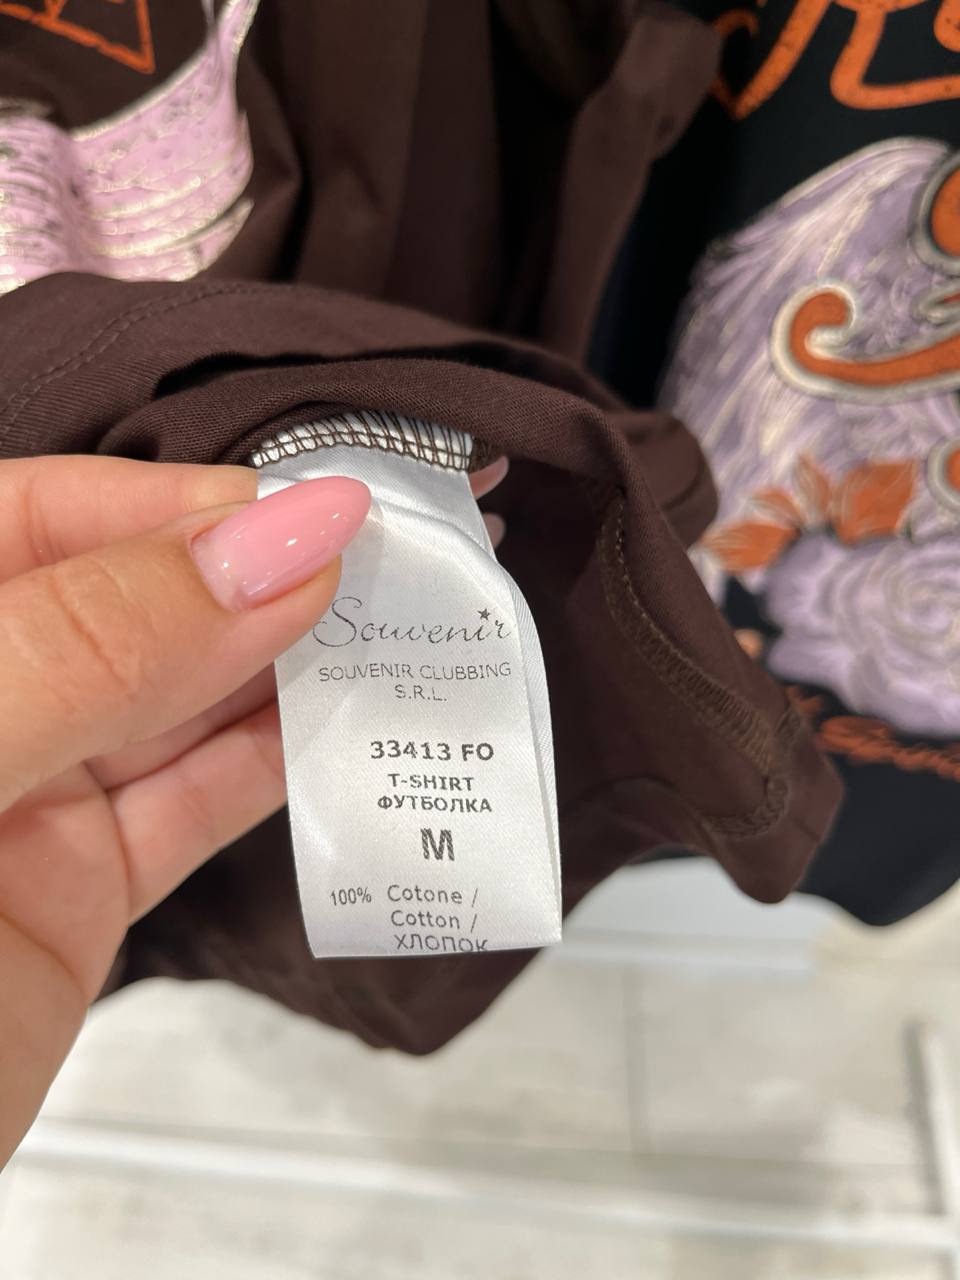 Souvenir
SOUVENIR CLUBBING
S.R.L.
33413 FO
T-SHIRT
ФУТБОЛКА
M
100% Cotone /
Cotton /
ХЛОПОК